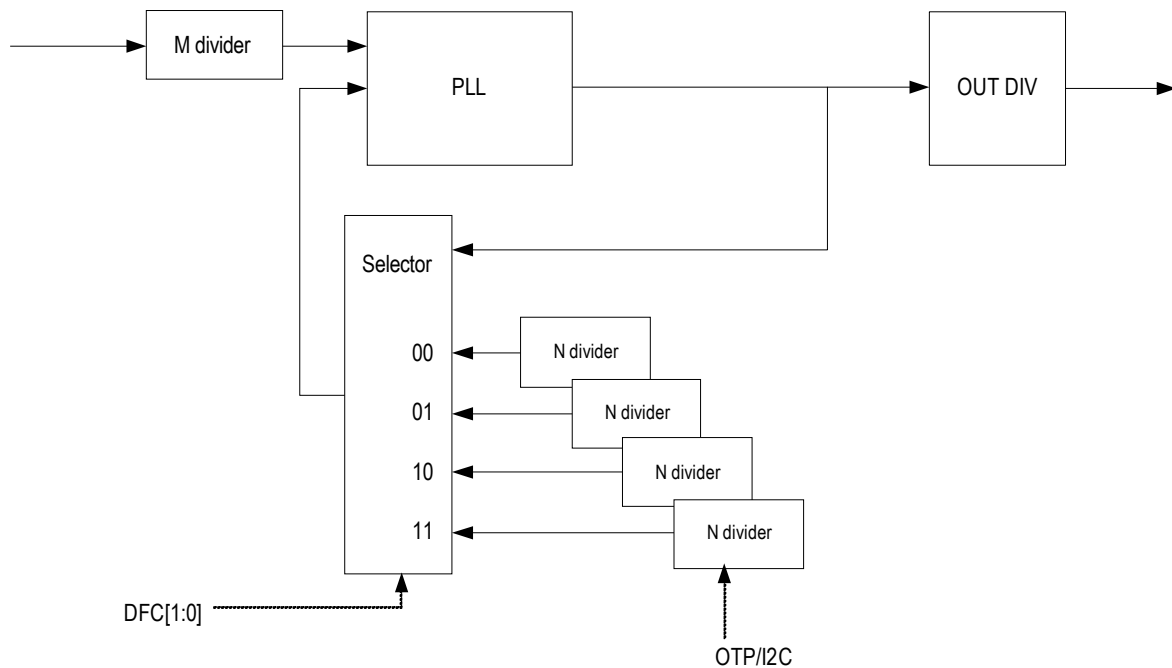 M divider
PLL
OUT DIV
Selector
00
N divider
01
N divider
10
N divider
11
N divider
DFC[1:0]
OTP/I2C